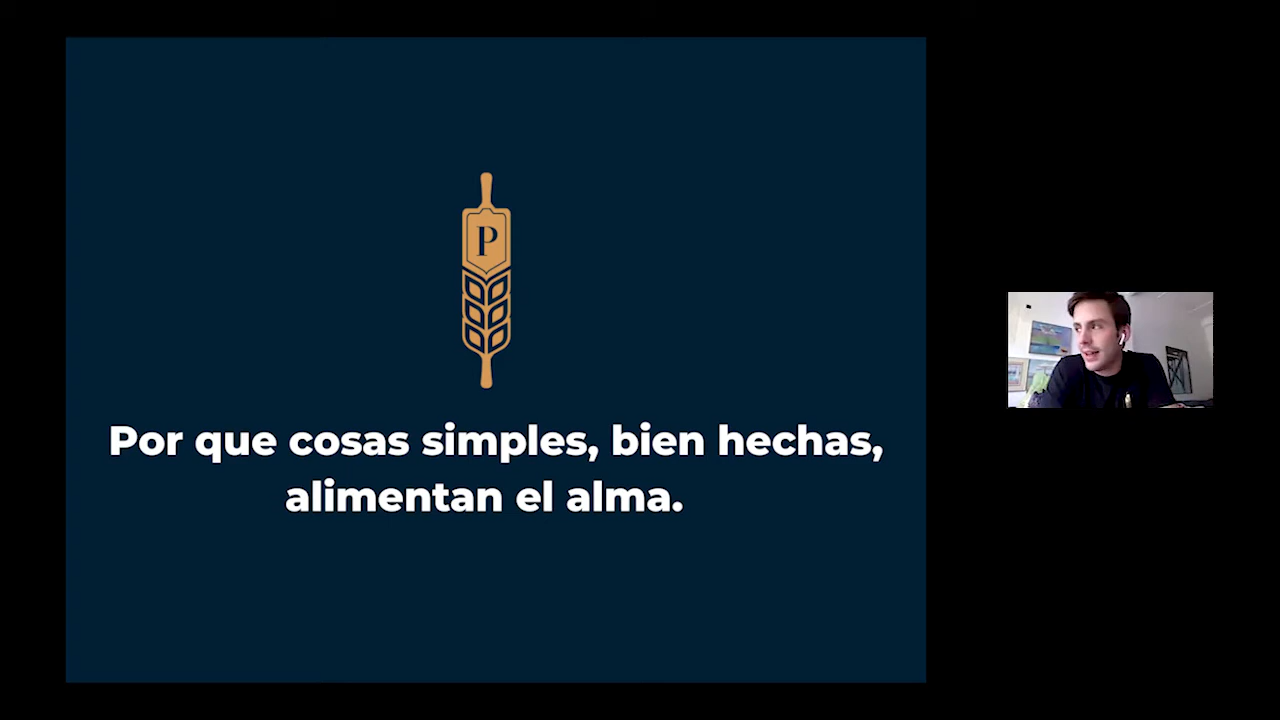 P
Por que cosas simples, bien hechas,
alimentan el alma.